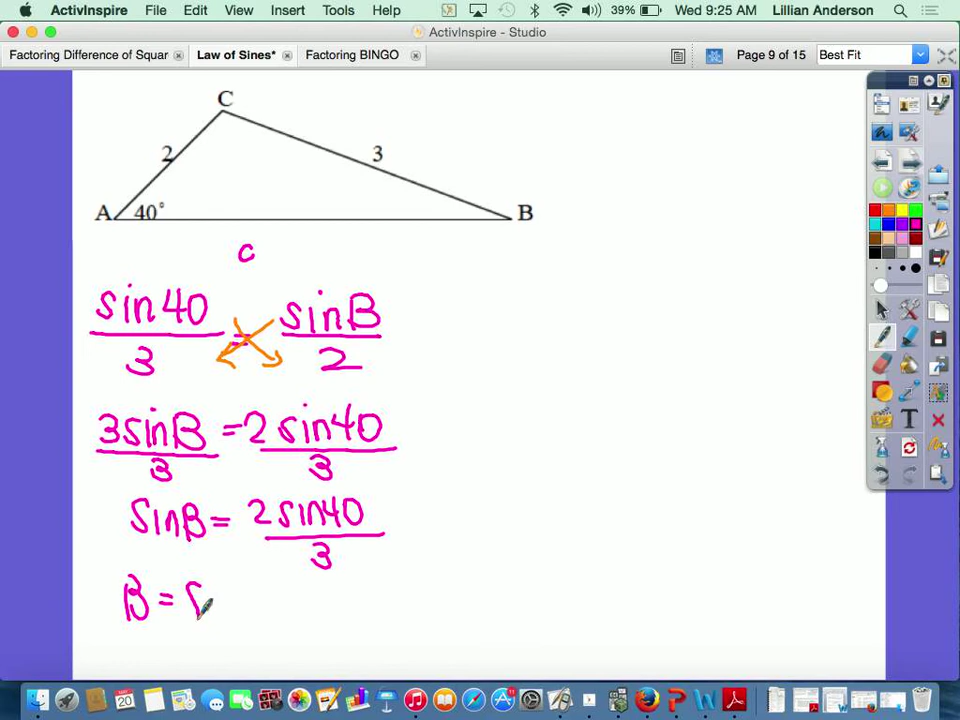 ActivInspire File Edit View Insert Tools Help 39% Wed 9:25 AM Lillian Anderson
ActivInspire - Studio
Factoring Difference of Squar Law of Sines* Factoring BINGO Page 9 of 15 Best Fit
C
2 3
A 40° B
c
sin40 = sinB
3 2
3sinB = 2sin40
3 3
sinB = 2sin40
3
B = s